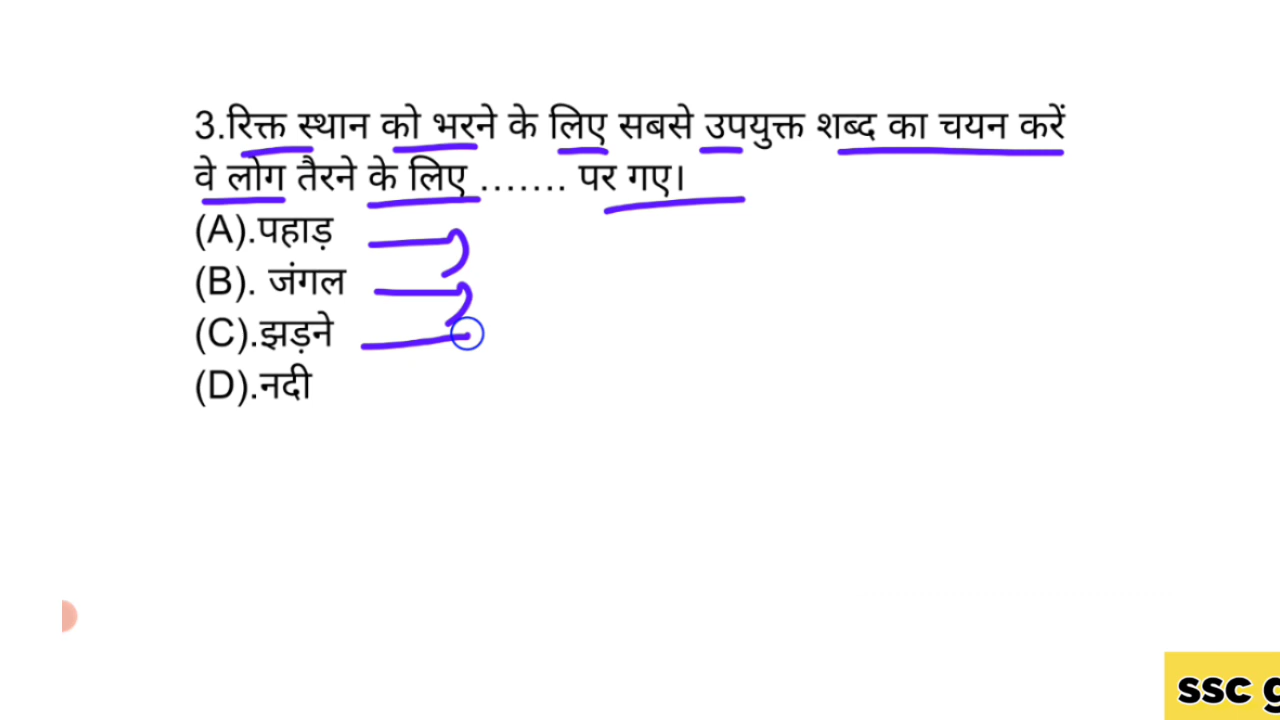 3.रिक्त स्थान को भरने के लिए सबसे उपयुक्त शब्द का चयन करें
वे लोग तैरने के लिए ....... पर गए।
(A).पहाड़
(B). जंगल
(C).झड़ने
(D).नदी
ssc g